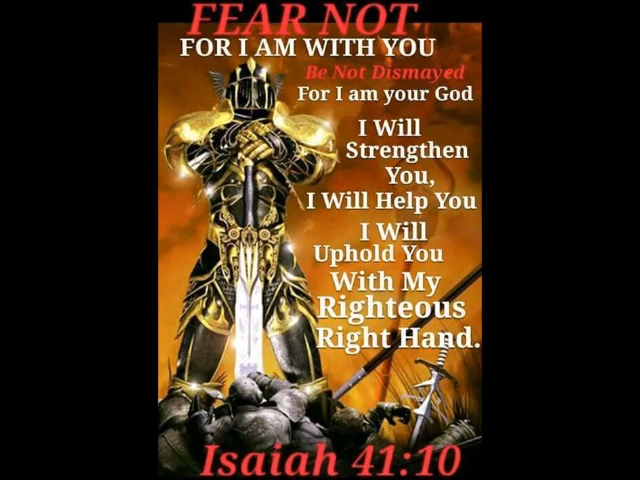 FEAR NOT
FOR I AM WITH YOU
Be Not Dismayed
For I am your God
I Will
Strengthen
You,
I Will Help You
I Will
Uphold You
With My
Righteous
Right Hand.
Isaiah 41:10